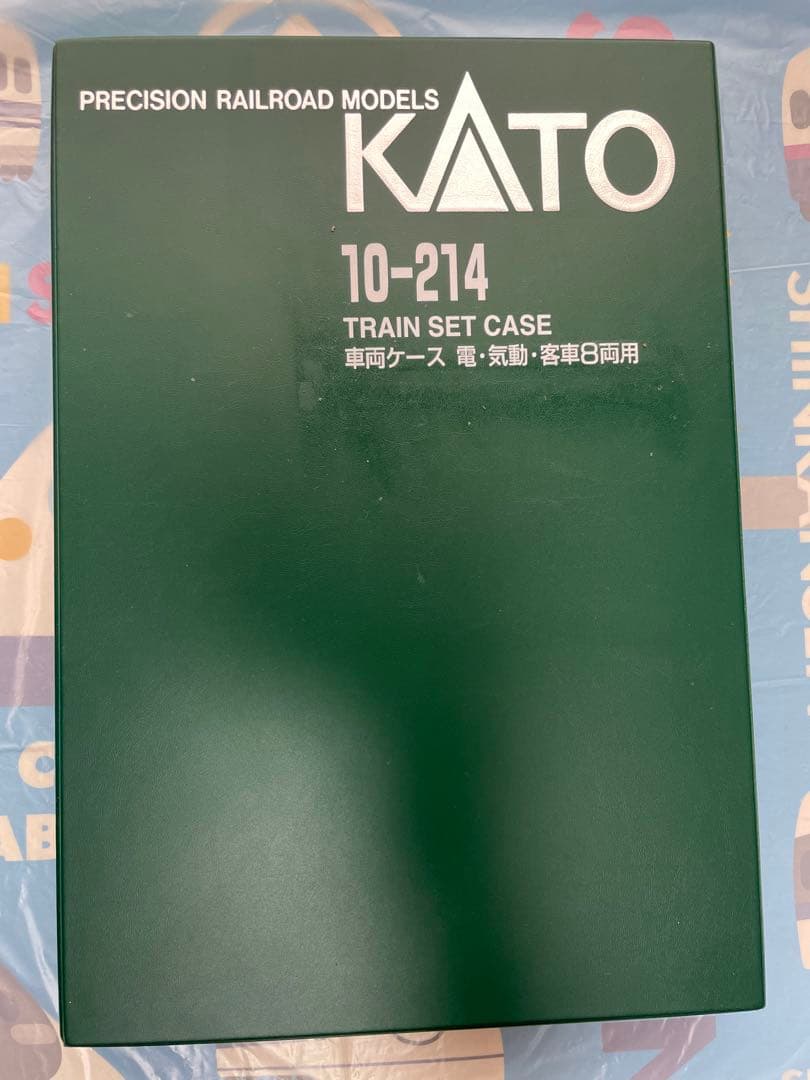 PRECISION RAILROAD MODELS
KATO
10-214
TRAIN SET CASE
車両ケース 電・気動・客車8両用